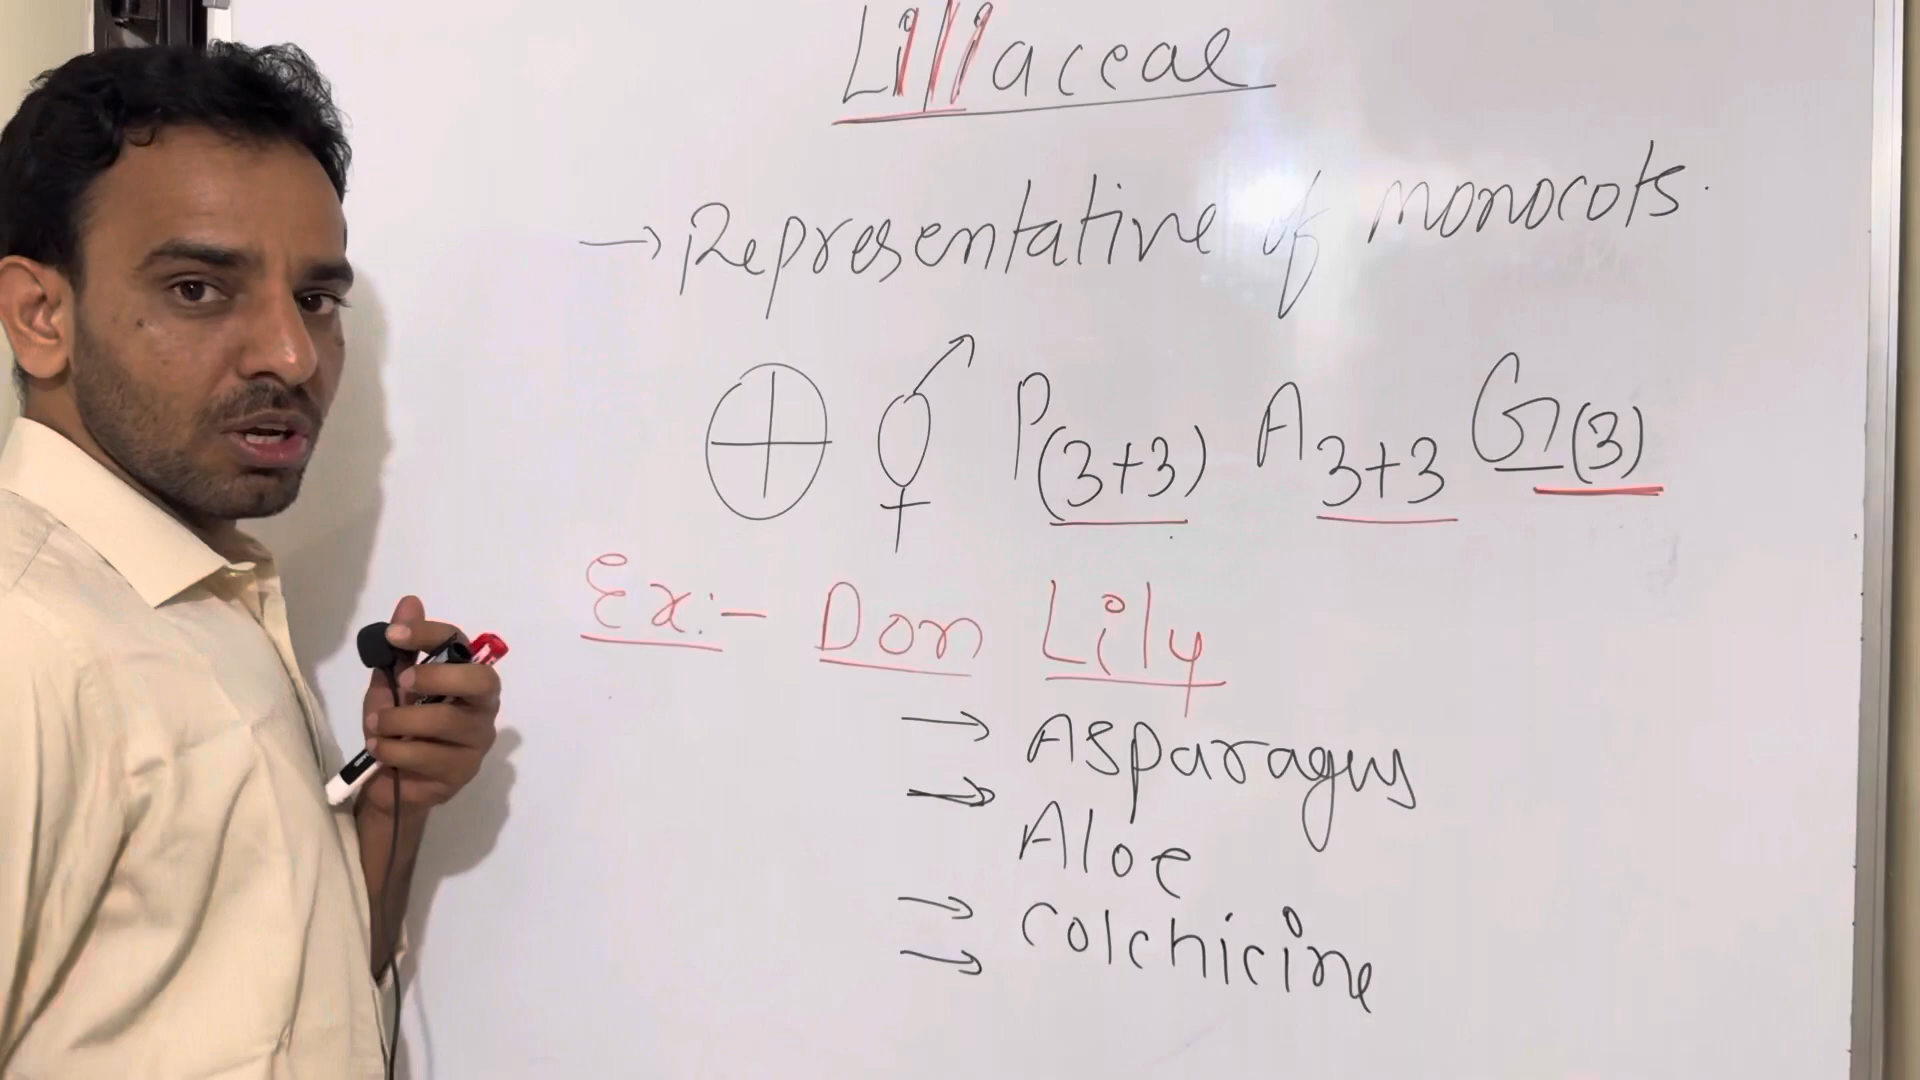 Liliaceae
→ Representative of monocots.
⊕ ⚥ P(3+3) A3+3 G(3)
Ex:- Don Lily
→ Asparagus
→ Aloe
→ Colchicine
→